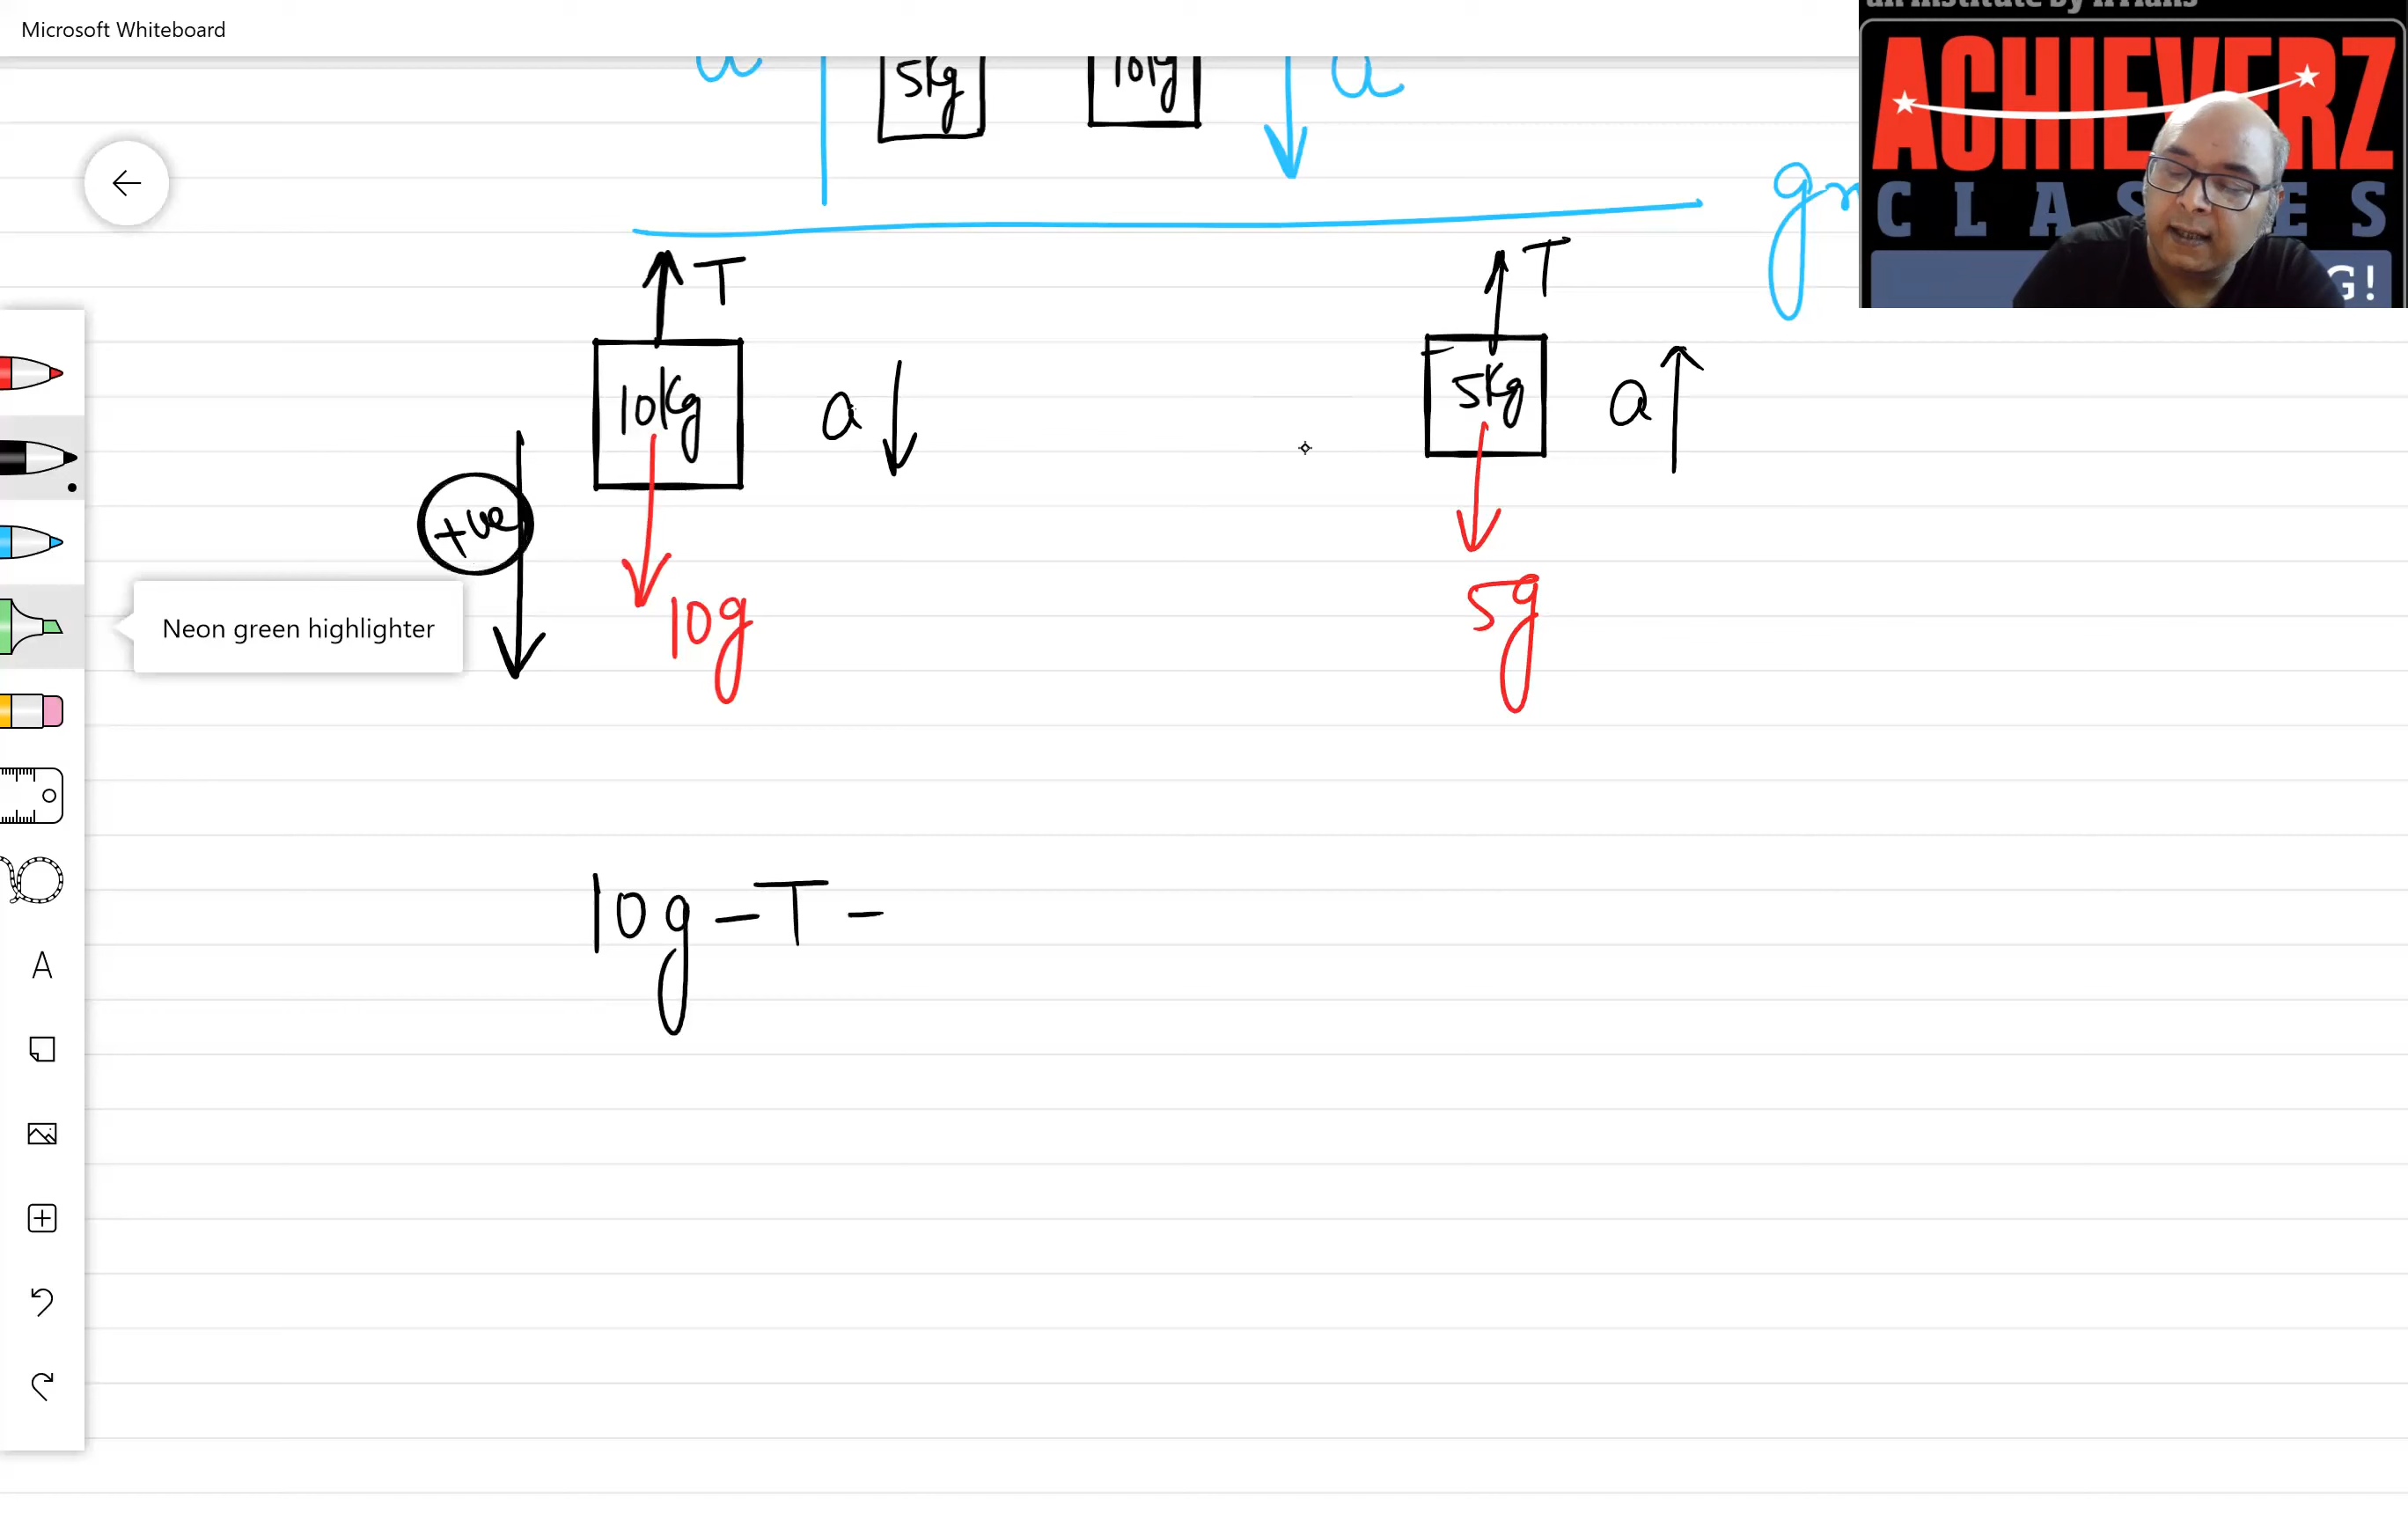 Microsoft Whiteboard
ACHIEVERZ
CLASSES
G!
a 5kg 10kg a
T T
10kg a 5kg a
+ve
10g 5g
Neon green highlighter
10g - T -
A